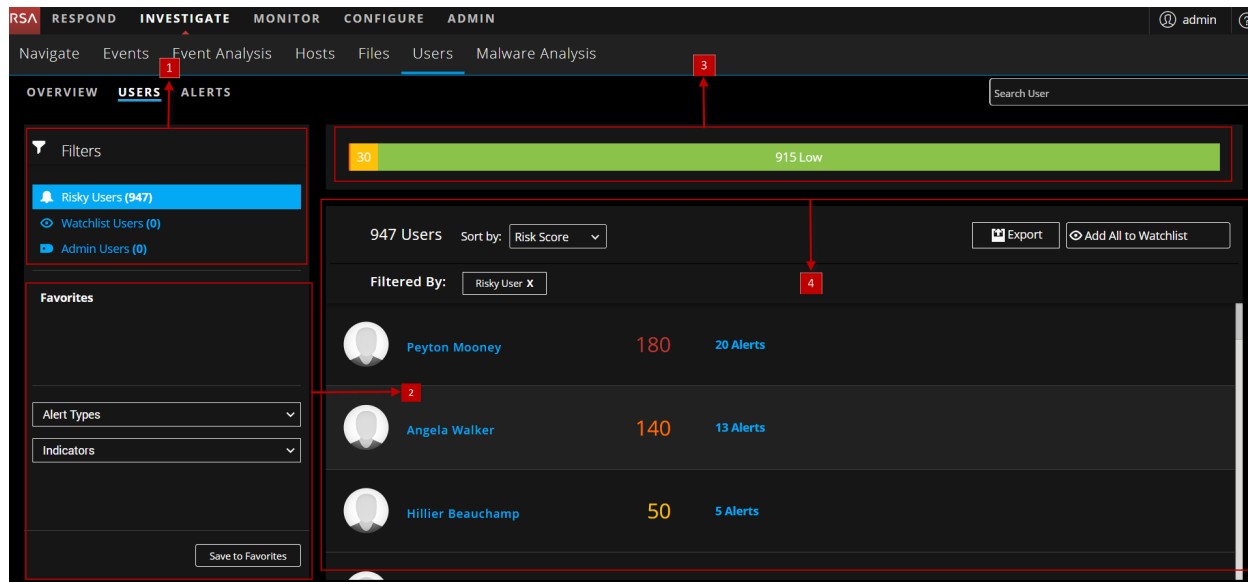 RSA RESPOND INVESTIGATE MONITOR CONFIGURE ADMIN admin
Navigate Events Event Analysis Hosts Files Users Malware Analysis
1
3
OVERVIEW USERS ALERTS
Search User
Filters
Risky Users (947)
Watchlist Users (0)
Admin Users (0)
30 915 Low
947 Users Sort by: Risk Score Export Add All to Watchlist
Filtered By: Risky User X
4
Favorites
Peyton Mooney 180 20 Alerts
2
Alert Types
Indicators
Angela Walker 140 13 Alerts
Hillier Beauchamp 50 5 Alerts
Save to Favorites